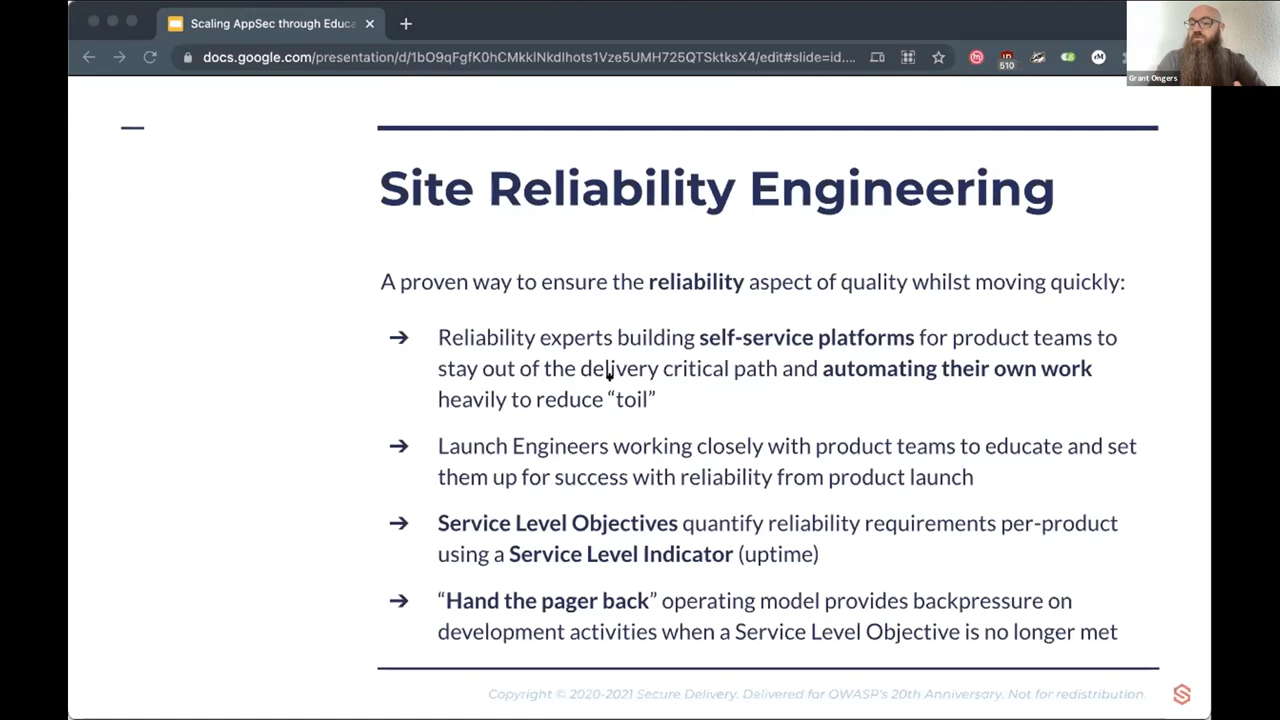 Scaling AppSec through Educa
docs.google.com/presentation/d/1bO9qFgfK0hCMkklNkdlhots1Vze5UMH725QTSktksX4/edit#slide=id....
510
Grant Ongers
Site Reliability Engineering
A proven way to ensure the reliability aspect of quality whilst moving quickly:
➔ Reliability experts building self-service platforms for product teams to
stay out of the delivery critical path and automating their own work
heavily to reduce “toil”
➔ Launch Engineers working closely with product teams to educate and set
them up for success with reliability from product launch
➔ Service Level Objectives quantify reliability requirements per-product
using a Service Level Indicator (uptime)
➔ “Hand the pager back” operating model provides backpressure on
development activities when a Service Level Objective is no longer met
Copyright © 2020-2021 Secure Delivery. Delivered for OWASP's 20th Anniversary. Not for redistribution.